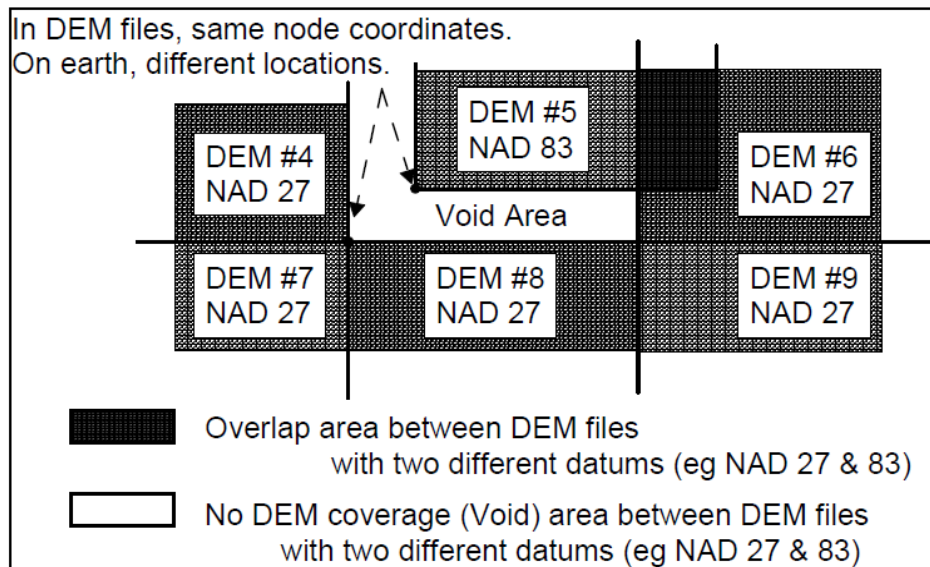 In DEM files, same node coordinates.
On earth, different locations.
DEM #5
NAD 83
DEM #4
NAD 27
DEM #6
NAD 27
Void Area
DEM #7
NAD 27
DEM #8
NAD 27
DEM #9
NAD 27
Overlap area between DEM files
with two different datums (eg NAD 27 & 83)
No DEM coverage (Void) area between DEM files
with two different datums (eg NAD 27 & 83)